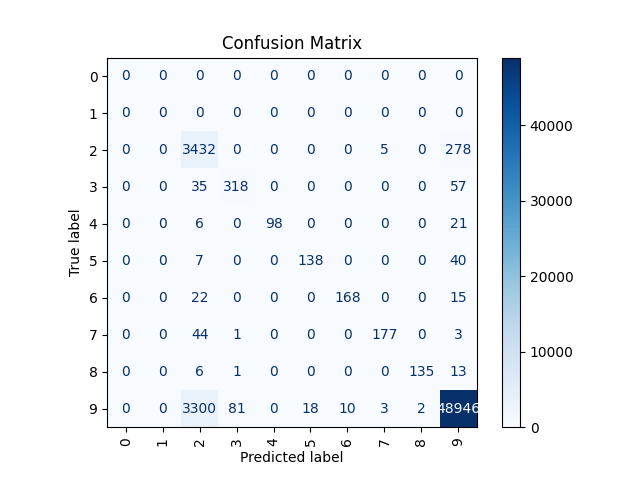 Confusion Matrix
0 0 0 0 0 0 0 0 0 0 0
1 0 0 0 0 0 0 0 0 0 0
2 0 0 3432 0 0 0 0 5 0 278
3 0 0 35 318 0 0 0 0 0 57
4 0 0 6 0 98 0 0 0 0 21
5 0 0 7 0 0 138 0 0 0 40
6 0 0 22 0 0 0 168 0 0 15
7 0 0 44 1 0 0 0 177 0 3
8 0 0 6 1 0 0 0 0 135 13
9 0 0 3300 81 0 18 10 3 2 48946
0 1 2 3 4 5 6 7 8 9
True label
Predicted label
40000
30000
20000
10000
0